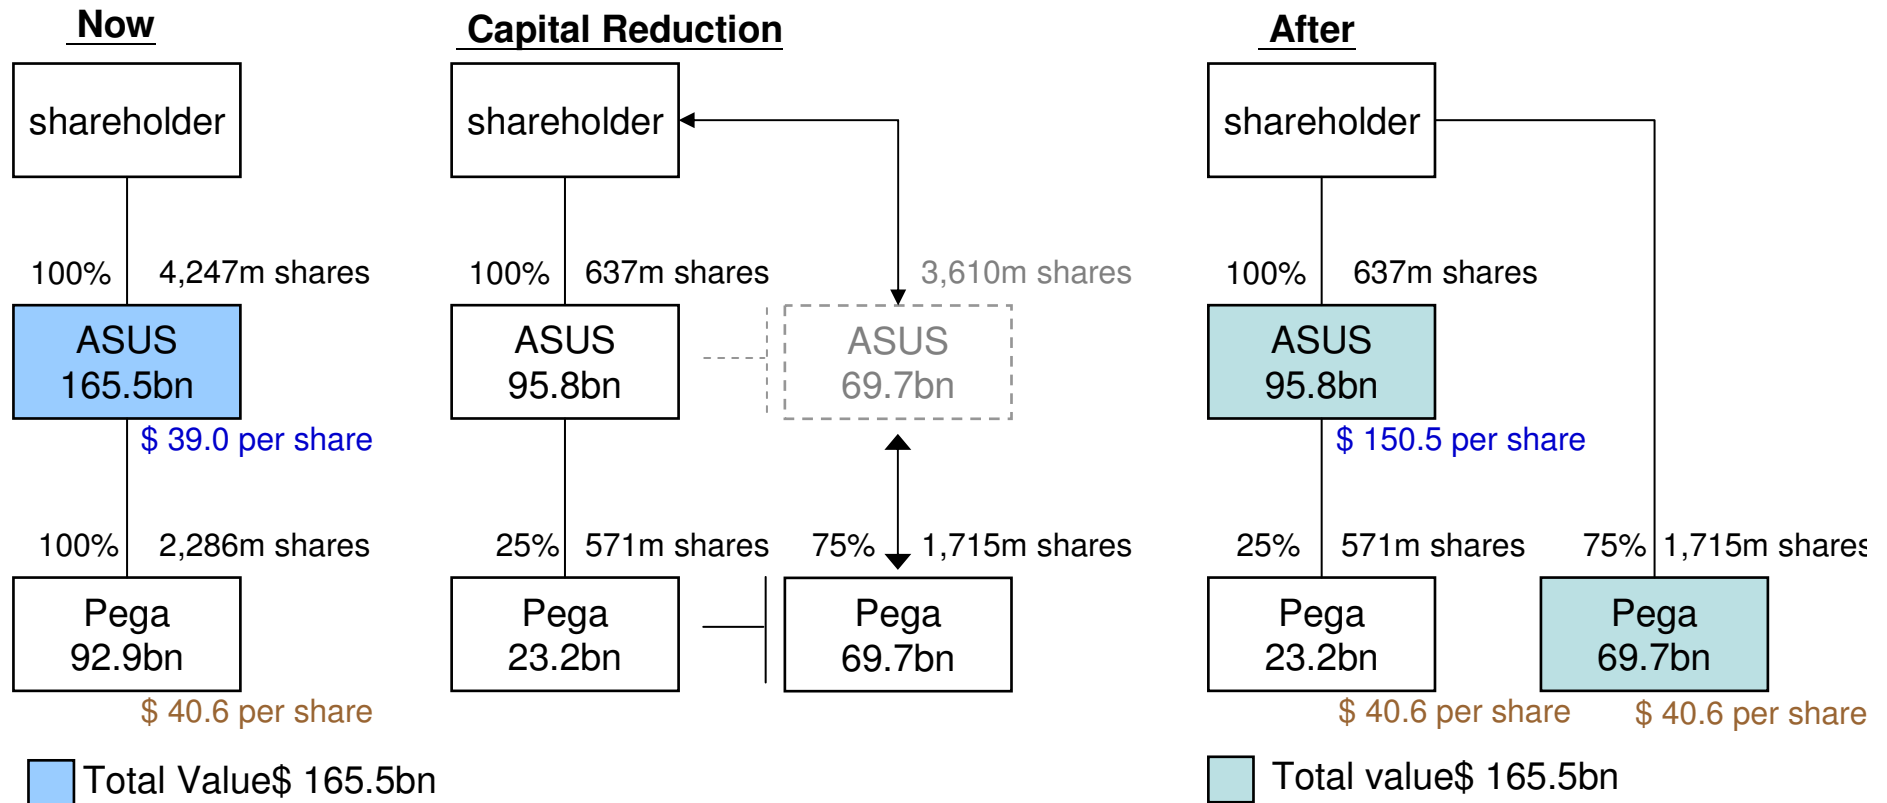 Now
shareholder
100% 4,247m shares
ASUS
165.5bn
$ 39.0 per share
100% 2,286m shares
Pega
92.9bn
$ 40.6 per share
Total Value$ 165.5bn
Capital Reduction
shareholder
100% 637m shares 3,610m shares
ASUS
95.8bn
ASUS
69.7bn
25% 571m shares 75% 1,715m shares
Pega
23.2bn
Pega
69.7bn
After
shareholder
100% 637m shares
ASUS
95.8bn
$ 150.5 per share
25% 571m shares 75% 1,715m shares
Pega
23.2bn
Pega
69.7bn
$ 40.6 per share $ 40.6 per share
Total value$ 165.5bn